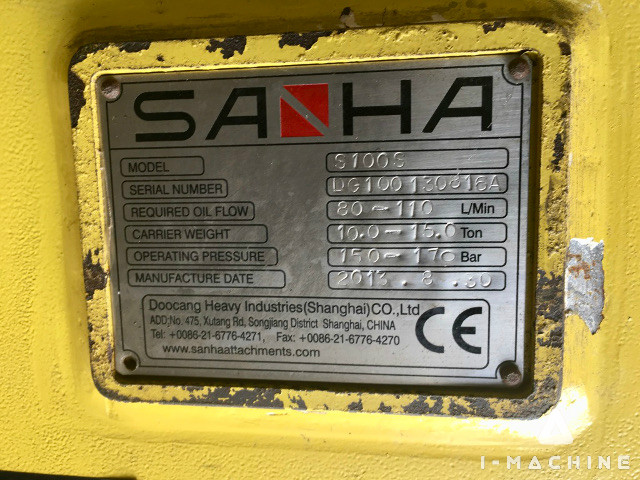 SANHA
MODEL S100S
SERIAL NUMBER DG100130816A
REQUIRED OIL FLOW 80~110 L/Min
CARRIER WEIGHT 10.0~15.0 Ton
OPERATING PRESSURE 150~170 Bar
MANUFACTURE DATE 2013.8.30
Doocang Heavy Industries(Shanghai)CO.,Ltd
ADD;No. 475, Xutang Rd, Songjiang District Shanghai, CHINA
Tel: +0086-21-6776-4271, Fax: +0086-21-6776-4270
www.sanhaattachments.com
CE
I-MACHINE